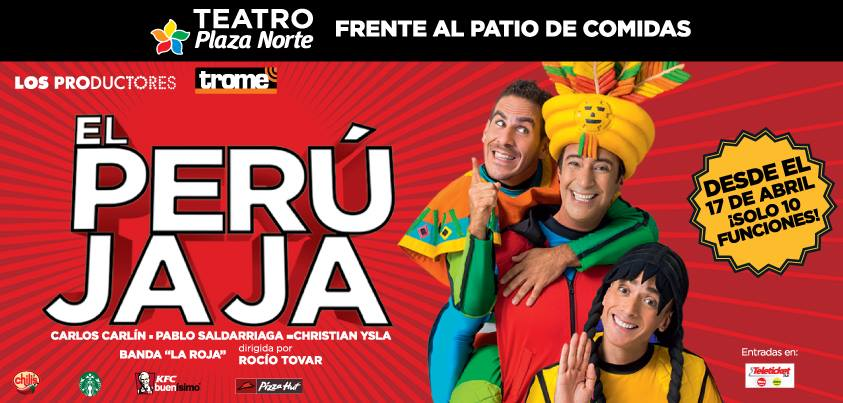 TEATRO
Plaza Norte
FRENTE AL PATIO DE COMIDAS
LOS PRODUCTORES
trome
EL
PERÚ
JAJA
CARLOS CARLÍN - PABLO SALDARRIAGA - CHRISTIAN YSLA
BANDA "LA ROJA" dirigida por ROCÍO TOVAR
DESDE EL
17 DE ABRIL
¡SOLO 10
FUNCIONES!
chili's
KFC
buenísimo
Pizza Hut
Entradas en:
Teleticket